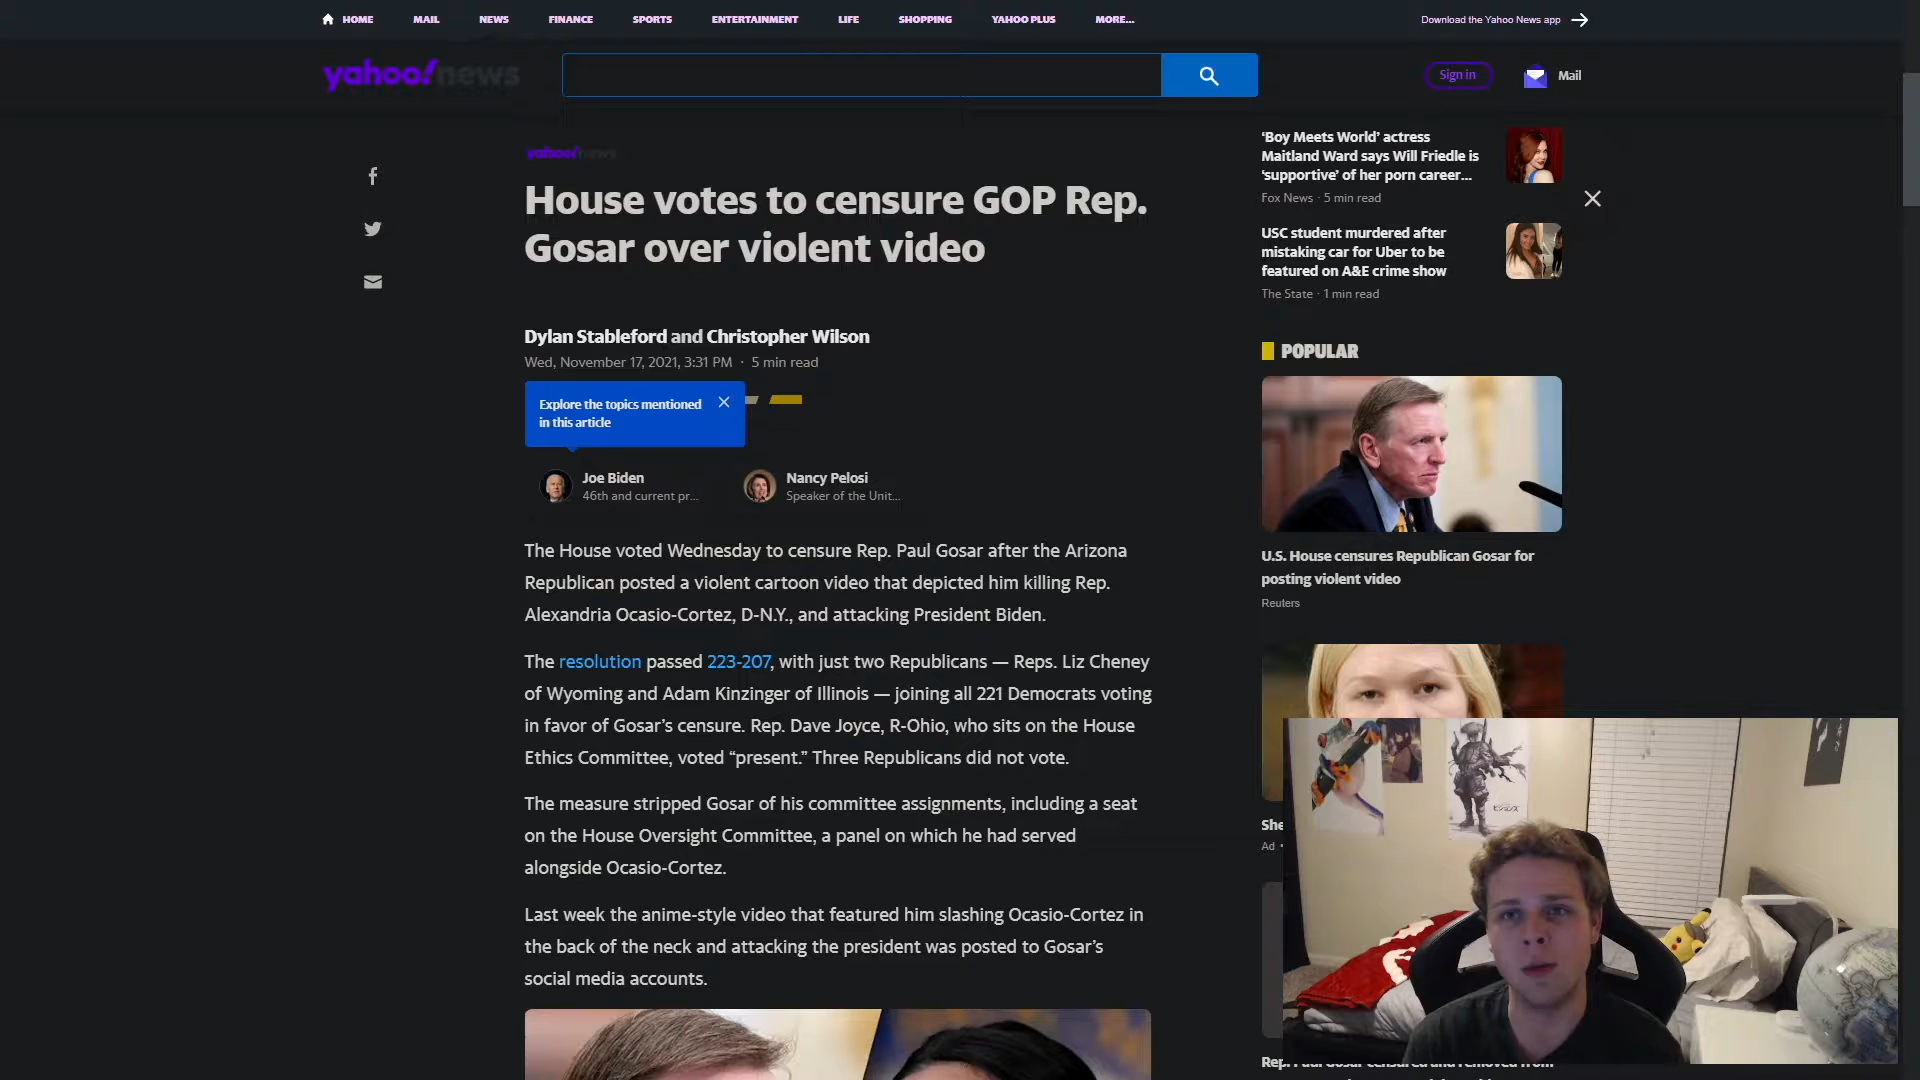 HOME MAIL NEWS FINANCE SPORTS ENTERTAINMENT LIFE SHOPPING YAHOO PLUS MORE... Download the Yahoo News app
yahoo!news
Sign in Mail
yahoo!news
House votes to censure GOP Rep.
Gosar over violent video
Dylan Stableford and Christopher Wilson
Wed, November 17, 2021, 3:31 PM · 5 min read
Explore the topics mentioned
in this article
Joe Biden
46th and current pr...
Nancy Pelosi
Speaker of the Unit...
The House voted Wednesday to censure Rep. Paul Gosar after the Arizona
Republican posted a violent cartoon video that depicted him killing Rep.
Alexandria Ocasio-Cortez, D-N.Y., and attacking President Biden.
The resolution passed 223-207, with just two Republicans — Reps. Liz Cheney
of Wyoming and Adam Kinzinger of Illinois — joining all 221 Democrats voting
in favor of Gosar’s censure. Rep. Dave Joyce, R-Ohio, who sits on the House
Ethics Committee, voted “present.” Three Republicans did not vote.
The measure stripped Gosar of his committee assignments, including a seat
on the House Oversight Committee, a panel on which he had served
alongside Ocasio-Cortez.
Last week the anime-style video that featured him slashing Ocasio-Cortez in
the back of the neck and attacking the president was posted to Gosar’s
social media accounts.
‘Boy Meets World’ actress
Maitland Ward says Will Friedle is
‘supportive’ of her porn career...
Fox News · 5 min read
USC student murdered after
mistaking car for Uber to be
featured on A&E crime show
The State · 1 min read
POPULAR
U.S. House censures Republican Gosar for
posting violent video
Reuters
She
Ad ·